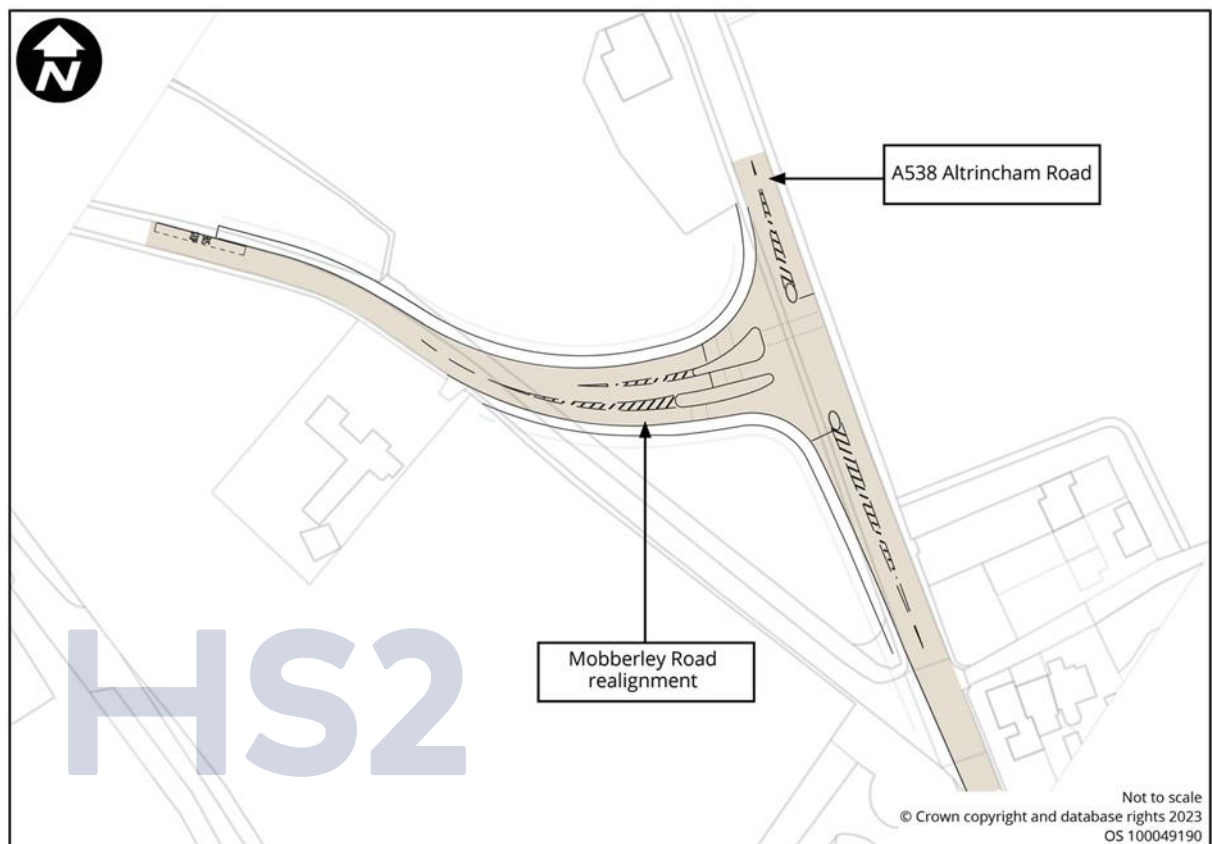 N
A538 Altrincham Road
Mobberley Road
realignment
HS2
Not to scale
© Crown copyright and database rights 2023
OS 100049190